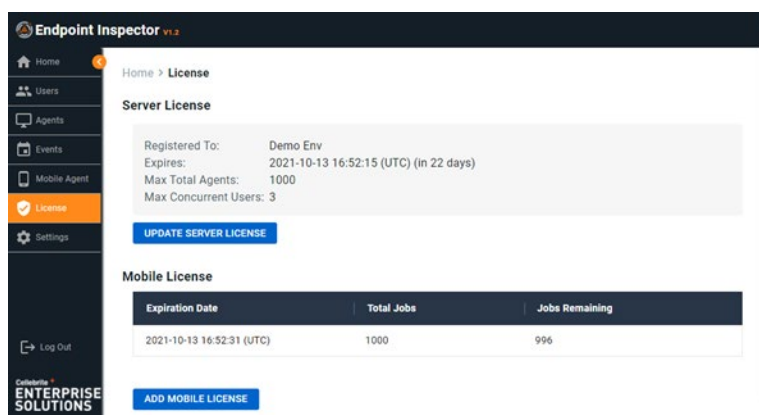 Endpoint Inspector V1.2
Home
Users
Agents
Events
Mobile Agent
License
Settings
Log Out
Cellebrite
ENTERPRISE
SOLUTIONS
Home > License
Server License
Registered To: Demo Env
Expires: 2021-10-13 16:52:15 (UTC) (in 22 days)
Max Total Agents: 1000
Max Concurrent Users: 3
UPDATE SERVER LICENSE
Mobile License
Expiration Date Total Jobs Jobs Remaining
2021-10-13 16:52:31 (UTC) 1000 996
ADD MOBILE LICENSE